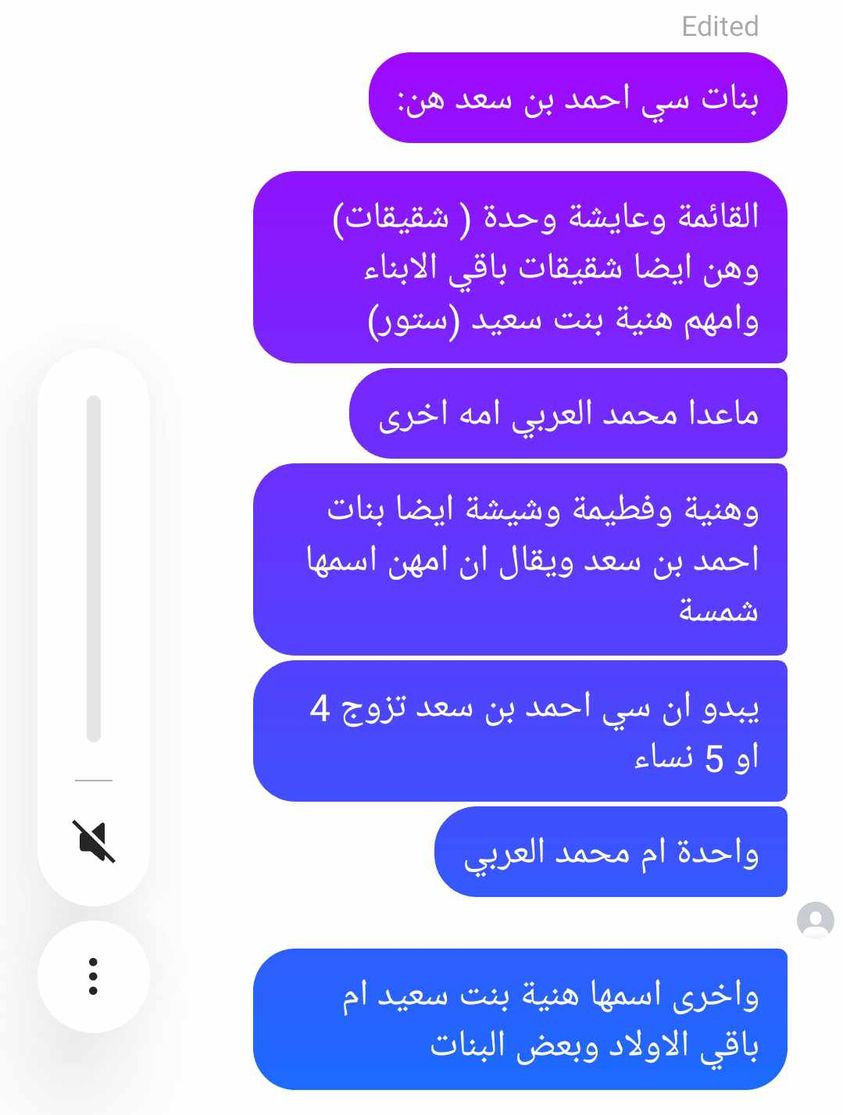 Edited
بنات سي احمد بن سعد هن:
القائمة وعايشة وحدة ( شقيقات)
وهن ايضا شقيقات باقي الابناء
وامهم هنية بنت سعيد (ستور)
ماعدا محمد العربي امه اخرى
وهنية وفطيمة وشيشة ايضا بنات
احمد بن سعد ويقال ان امهن اسمها
شمسة
يبدو ان سي احمد بن سعد تزوج 4
او 5 نساء
واحدة ام محمد العربي
واخرى اسمها هنية بنت سعيد ام
باقي الاولاد وبعض البنات